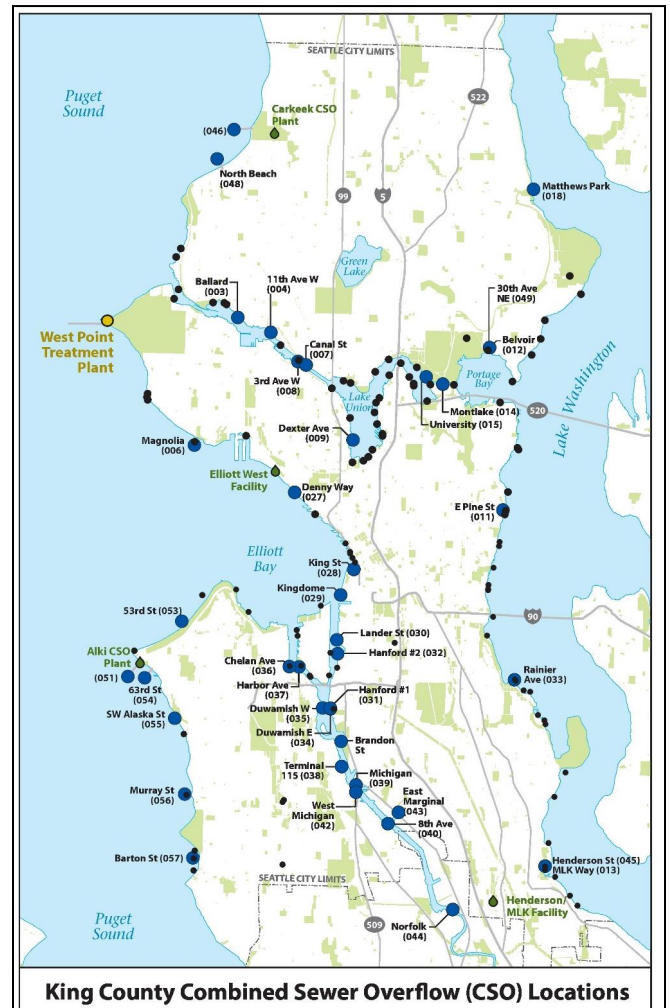 SEATTLE CITY LIMITS
Puget
Sound
522
Carkeek CSO
Plant
(046)
North Beach
(048)
99
5
Matthews Park
(018)
Green
Lake
11th Ave W
(004)
Ballard
(003)
30th Ave
NE (049)
West Point
Treatment
Plant
Canal St
(007)
Belvoir
(012)
3rd Ave W
(008)
Portage
Bay
Lake
Union
Lake Washington
Montlake (014)
520
University (015)
Dexter Ave
(009)
Magnolia
(006)
Elliott West
Facility
Denny Way
(027)
E Pine St
(011)
Elliott
Bay
King St
(028)
Kingdome
(029)
53rd St (053)
90
Lander St (030)
Hanford #2 (032)
Alki CSO
Plant
Chelan Ave
(036)
(051)
63rd St
(054)
Harbor Ave
(037)
Rainier
Ave (033)
Hanford #1
(031)
Duwamish W
(035)
SW Alaska St
(055)
Duwamish E
(034)
Brandon
St
Terminal
115 (038)
Michigan
(039)
Murray St
(056)
West
Michigan
(042)
East
Marginal
(043)
8th Ave
(040)
Barton St (057)
Henderson St (045)
MLK Way (013)
SEATTLE CITY LIMITS
Henderson/
MLK Facility
Puget
Sound
509
Norfolk
(044)
King County Combined Sewer Overflow (CSO) Locations